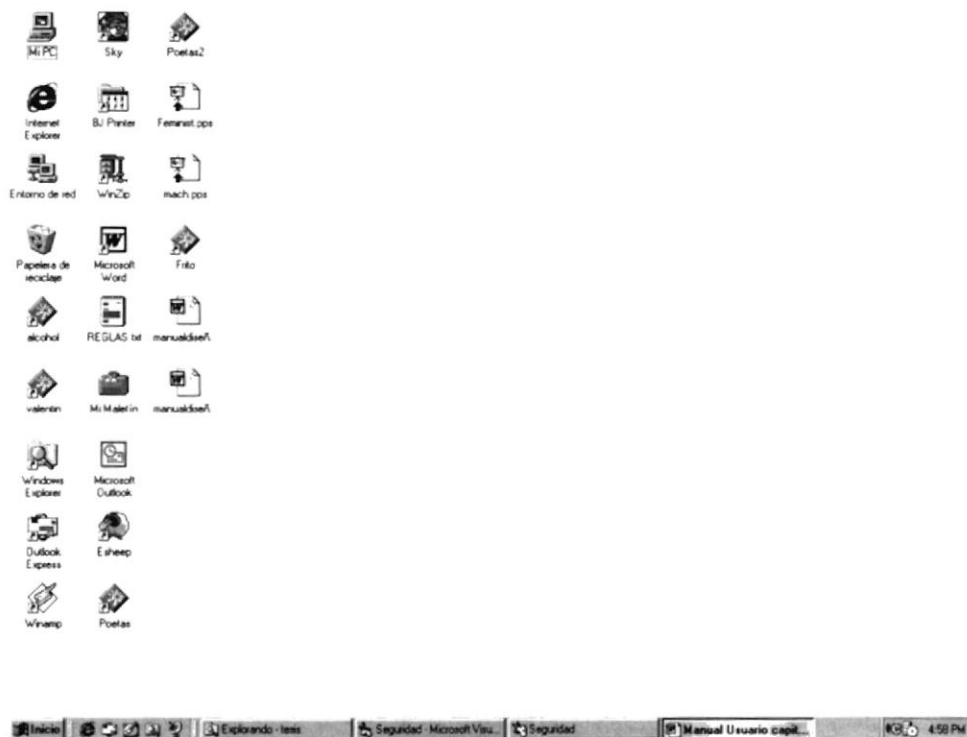 Mi PC
Sky
Poetas2
Internet
Explorer
BJ Printer
Feminist.pps
Entorno de red
WinZip
mach.pps
Papelera de
reciclaje
Microsoft
Word
Frito
alcohol
REGLAS.txt
manualdiseñ
valentin
Mi Maletín
manualdiseñ
Windows
Explorer
Microsoft
Outlook
Outlook
Express
Esheep
Winamp
Poetas
Inicio
Explorando - tesis
Seguridad - Microsoft Visu...
Seguridad
Manual Usuario capit...
4:58 PM